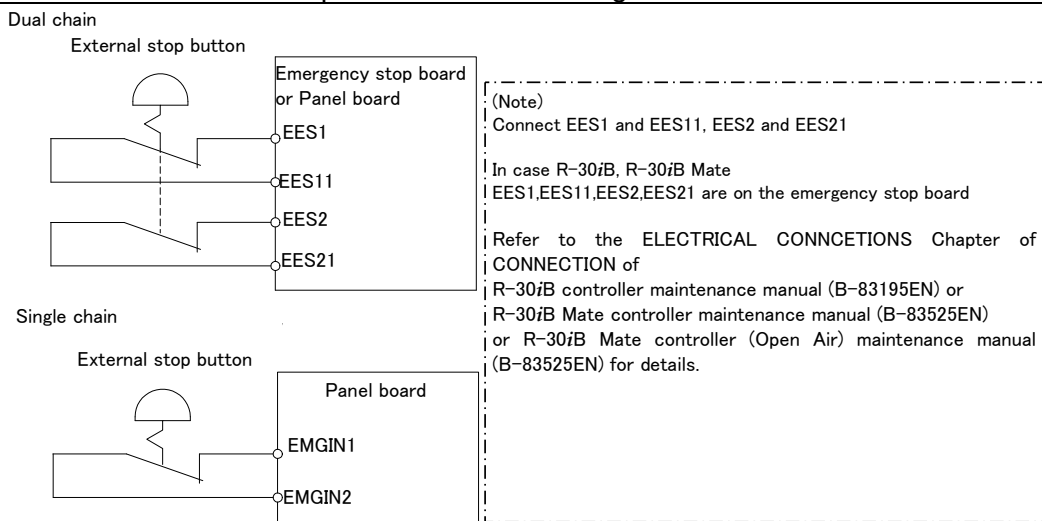 Dual chain
External stop button
Emergency stop board
or Panel board
EES1
EES11
EES2
EES21
Single chain
External stop button
Panel board
EMGIN1
EMGIN2
(Note)
Connect EES1 and EES11, EES2 and EES21
In case R-30iB, R-30iB Mate
EES1,EES11,EES2,EES21 are on the emergency stop board
Refer to the ELECTRICAL CONNCETIONS Chapter of
CONNECTION of
R-30iB controller maintenance manual (B-83195EN) or
R-30iB Mate controller maintenance manual (B-83525EN)
or R-30iB Mate controller (Open Air) maintenance manual
(B-83525EN) for details.